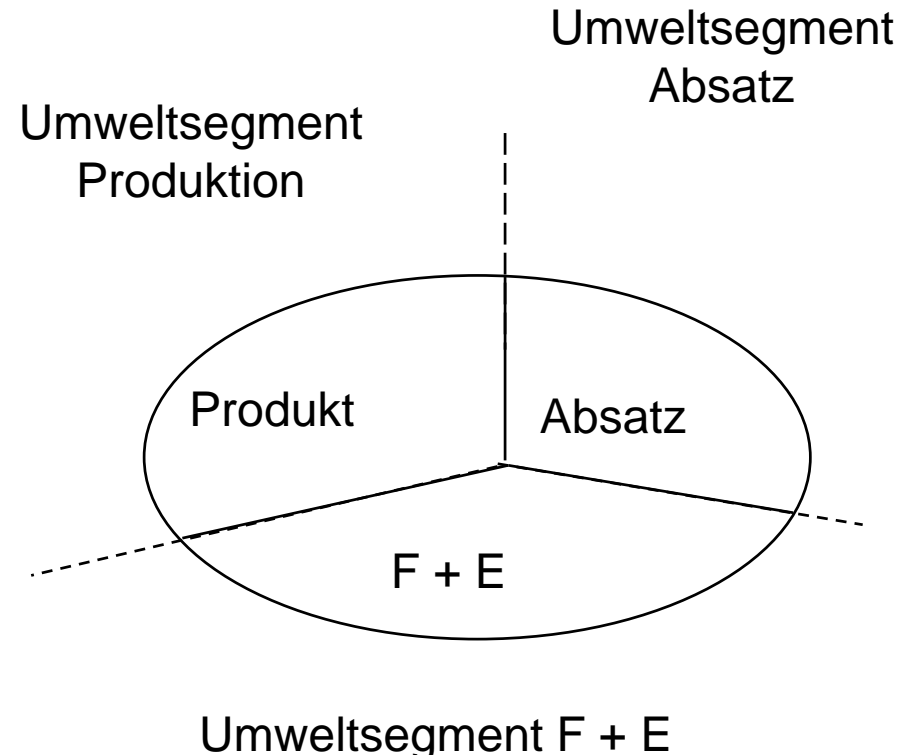 Umweltsegment
Absatz
Umweltsegment
Produktion
Produkt
Absatz
F + E
Umweltsegment F + E